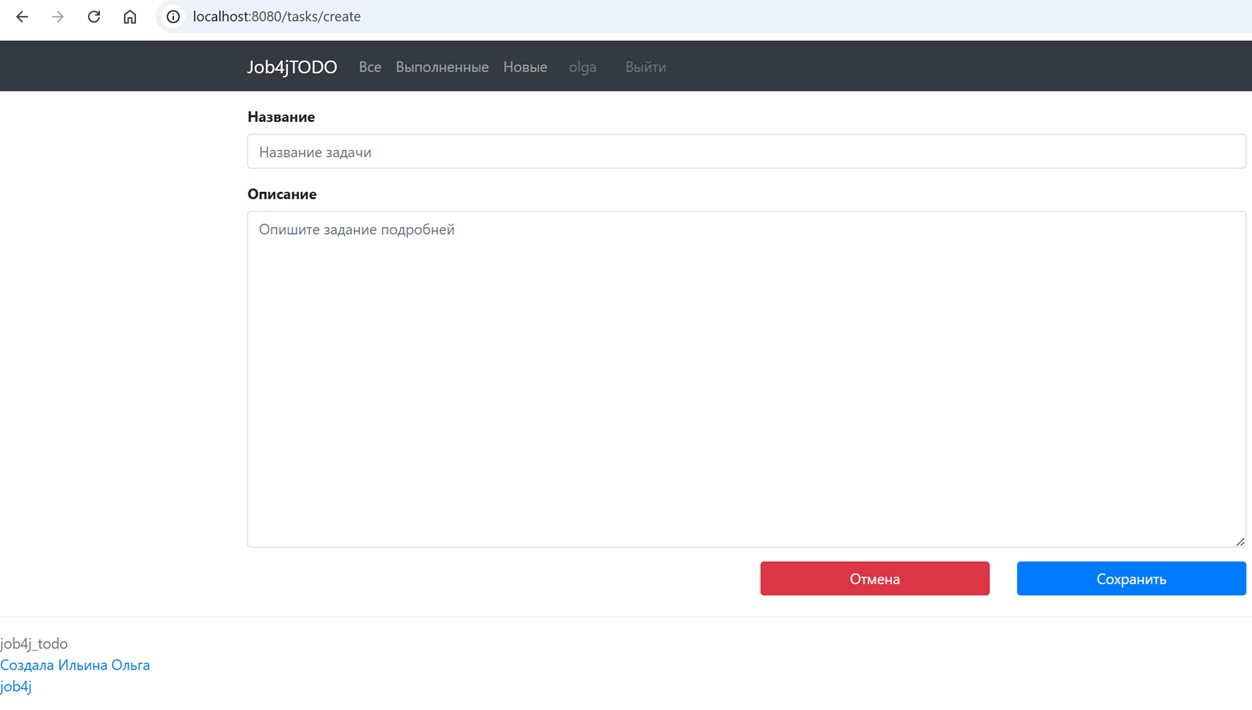 localhost:8080/tasks/create
Job4jTODO Все Выполненные Новые olga Выйти
Название
Название задачи
Описание
Опишите задание подробней
Отмена Сохранить
job4j_todo
Создала Ильина Ольга
job4j